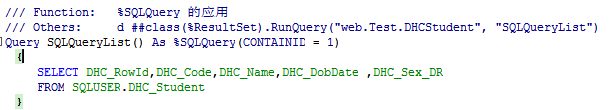 /// Function:   %SQLQuery 的应用
/// Others:     d ##class(%ResultSet).RunQuery("web.Test.DHCStudent", "SQLQueryList")
Query SQLQueryList() As %SQLQuery(CONTAINID = 1)
{
SELECT DHC_RowId,DHC_Code,DHC_Name,DHC_DobDate ,DHC_Sex_DR
FROM SQLUSER.DHC_Student
}